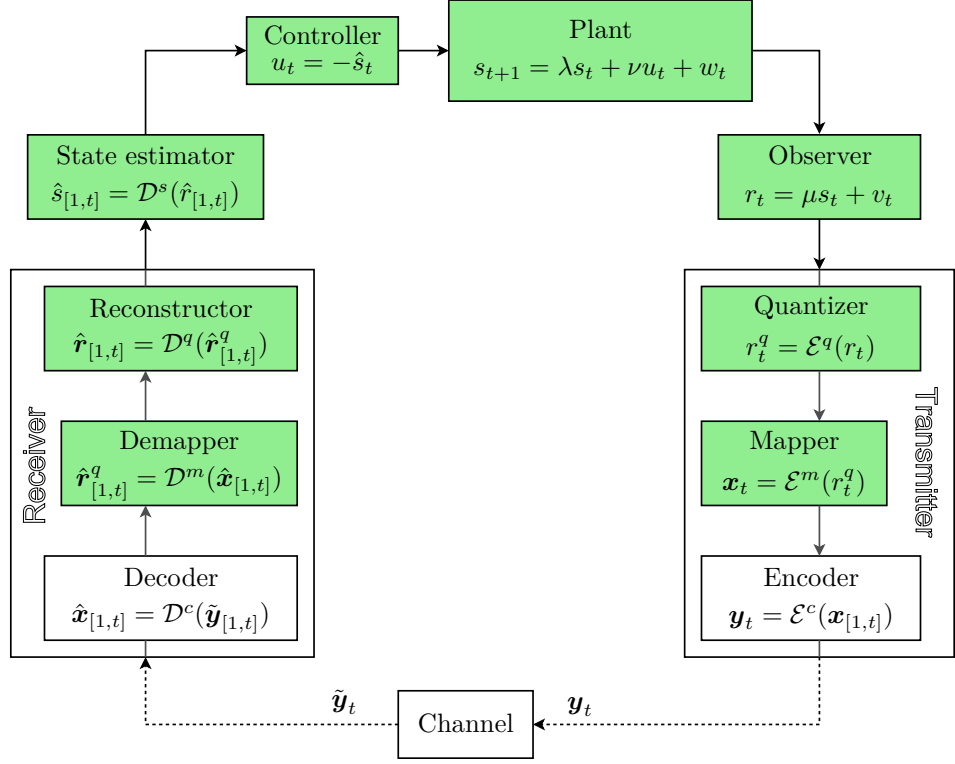 Controller
u_t = −ŝ_t
Plant
s_{t+1} = λs_t + νu_t + w_t
State estimator
ŝ_{[1,t]} = 𝒟^s(r̂_{[1,t]})
Observer
r_t = μs_t + v_t
Reconstructor
r̂_{[1,t]} = 𝒟^q(r̂^q_{[1,t]})
Quantizer
r^q_t = ℰ^q(r_t)
Receiver
Demapper
r̂^q_{[1,t]} = 𝒟^m(x̂_{[1,t]})
Mapper
x_t = ℰ^m(r^q_t)
Transmitter
Decoder
x̂_{[1,t]} = 𝒟^c(ỹ_{[1,t]})
Encoder
y_t = ℰ^c(x_{[1,t]})
ỹ_t
Channel
y_t